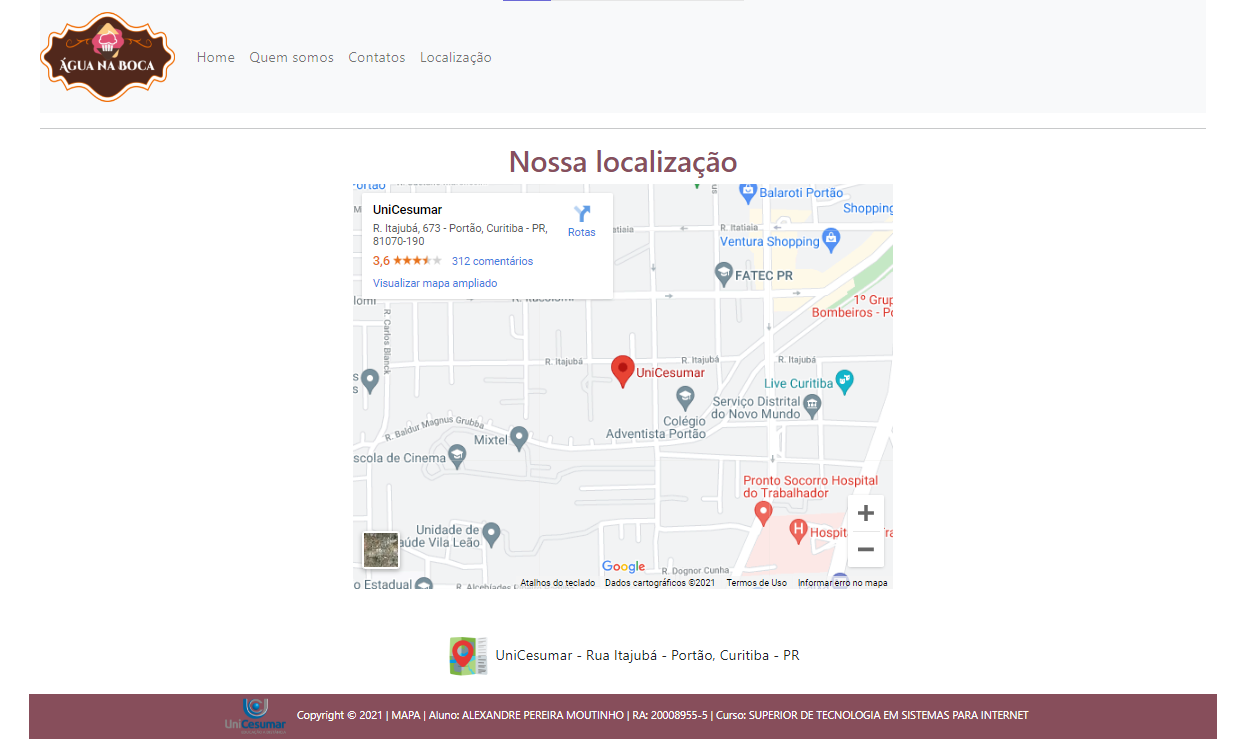 ÁGUA NA BOCA
Home Quem somos Contatos Localização
Nossa localização
UniCesumar
R. Itajubá, 673 - Portão, Curitiba - PR,
81070-190
Rotas
3,6 312 comentários
Visualizar mapa ampliado
Balaroti Portão
Shopping
R. Itatiaia
Ventura Shopping
FATEC PR
R. Carlos Blanck
1º Grup
Bombeiros - Po
R. Itajubá
R. Itajubá
R. Itajubá
UniCesumar
Live Curitiba
Serviço Distrital
do Novo Mundo
Colégio
Adventista Portão
R. Baldur Magnus Grubba
Mixtel
scola de Cinema
Pronto Socorro Hospital
do Trabalhador
Hospit
Unidade de
aúde Vila Leão
Google
R. Dognor Cunha
o Estadual
Atalhos do teclado Dados cartográficos ©2021 Termos de Uso Informar erro no mapa
UniCesumar - Rua Itajubá - Portão, Curitiba - PR
UniCesumar
Copyright © 2021 | MAPA | Aluno: ALEXANDRE PEREIRA MOUTINHO | RA: 20008955-5 | Curso: SUPERIOR DE TECNOLOGIA EM SISTEMAS PARA INTERNET